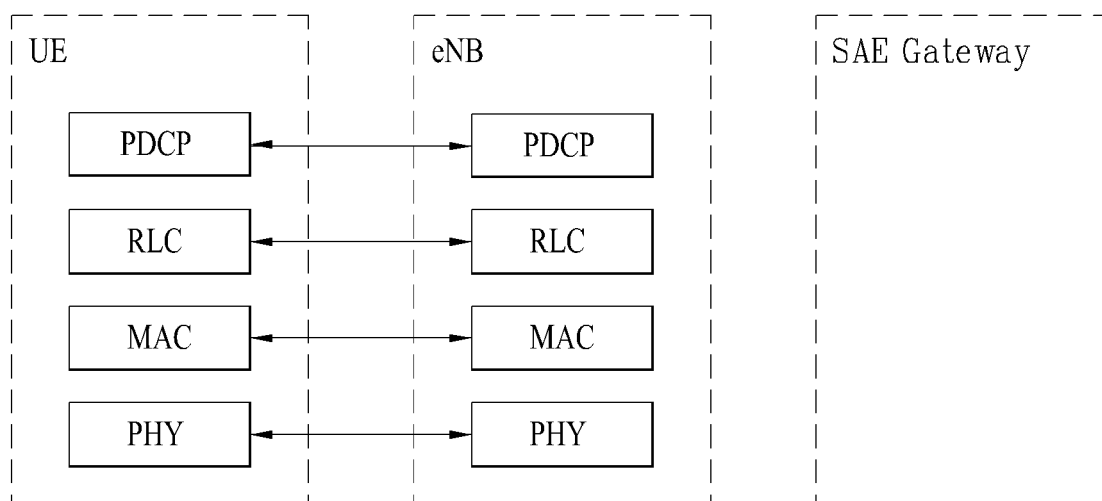 UE
eNB
SAE Gateway
PDCP
PDCP
RLC
RLC
MAC
MAC
PHY
PHY